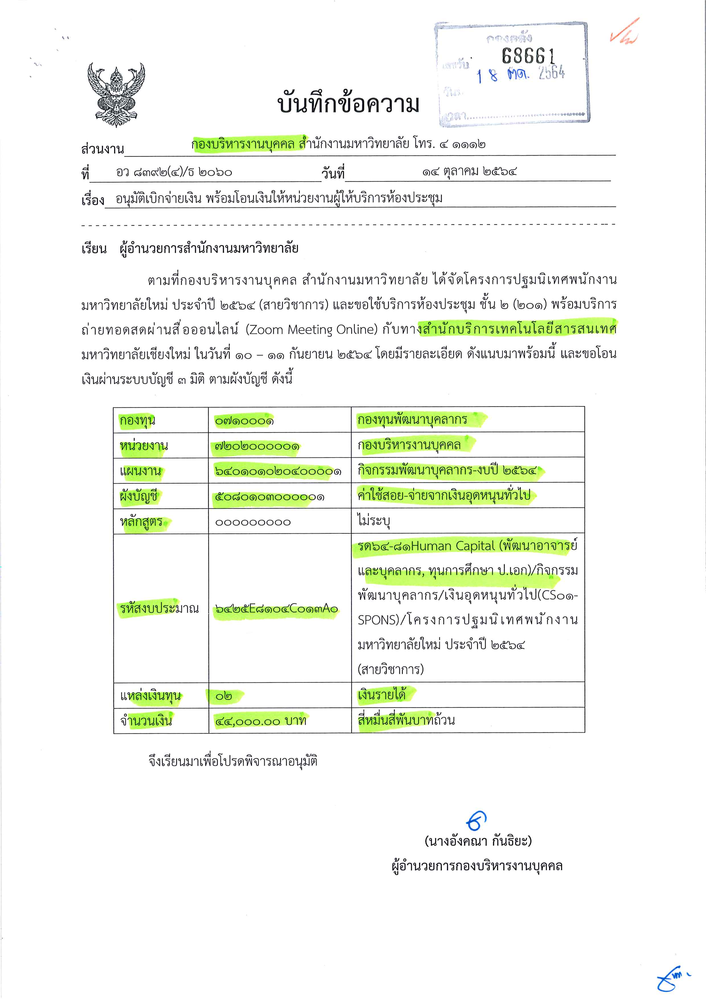 กองคลัง
เลขรับ 68661
18 ตค. 2564
วันที่
เวลา
บันทึกข้อความ
ส่วนงาน กองบริหารงานบุคคล สำนักงานมหาวิทยาลัย โทร. ๔ ๑๑๑๒
ที่ อว ๘๓๙๒(๔)/ธ ๒๐๖๐ วันที่ ๑๔ ตุลาคม ๒๕๖๔
เรื่อง อนุมัติเบิกจ่ายเงิน พร้อมโอนเงินให้หน่วยงานผู้ให้บริการห้องประชุม
เรียน ผู้อำนวยการสำนักงานมหาวิทยาลัย
ตามที่กองบริหารงานบุคคล สำนักงานมหาวิทยาลัย ได้จัดโครงการปฐมนิเทศพนักงาน
มหาวิทยาลัยใหม่ ประจำปี ๒๕๖๔ (สายวิชาการ) และขอใช้บริการห้องประชุม ชั้น ๒ (๒๐๑) พร้อมบริการ
ถ่ายทอดสดผ่านสื่อออนไลน์ (Zoom Meeting Online) กับทางสำนักบริการเทคโนโลยีสารสนเทศ
มหาวิทยาลัยเชียงใหม่ ในวันที่ ๑๐ – ๑๑ กันยายน ๒๕๖๔ โดยมีรายละเอียด ดังแนบมาพร้อมนี้ และขอโอน
เงินผ่านระบบบัญชี ๓ มิติ ตามผังบัญชี ดังนี้
กองทุน ๐๗๑๐๐๐๑ กองทุนพัฒนาบุคลากร
หน่วยงาน ๗๒๐๒๐๐๐๐๐๑ กองบริหารงานบุคคล
แผนงาน ๖๔๐๑๐๑๐๒๐๔๐๐๐๐๑ กิจกรรมพัฒนาบุคลากร-งบปี ๒๕๖๔
ผังบัญชี ๕๐๘๐๑๐๓๐๐๐๐๐๑ ค่าใช้สอย-จ่ายจากเงินอุดหนุนทั่วไป
หลักสูตร ๐๐๐๐๐๐๐๐๐ ไม่ระบุ
รหัสงบประมาณ ๖๔๒๕E๘๑๐๔C๐๑๓A๐ รด๖๔-๘๑Human Capital (พัฒนาอาจารย์
และบุคลากร, ทุนการศึกษา ป.เอก)/กิจกรรม
พัฒนาบุคลากร/เงินอุดหนุนทั่วไป(CS๐๑-
SPONS)/โครงการปฐมนิเทศพนักงาน
มหาวิทยาลัยใหม่ ประจำปี ๒๕๖๔
(สายวิชาการ)
แหล่งเงินทุน ๐๒ เงินรายได้
จำนวนเงิน ๔๔,๐๐๐.๐๐ บาท สี่หมื่นสี่พันบาทถ้วน
จึงเรียนมาเพื่อโปรดพิจารณาอนุมัติ
(นางอังคณา กันธิยะ)
ผู้อำนวยการกองบริหารงานบุคคล